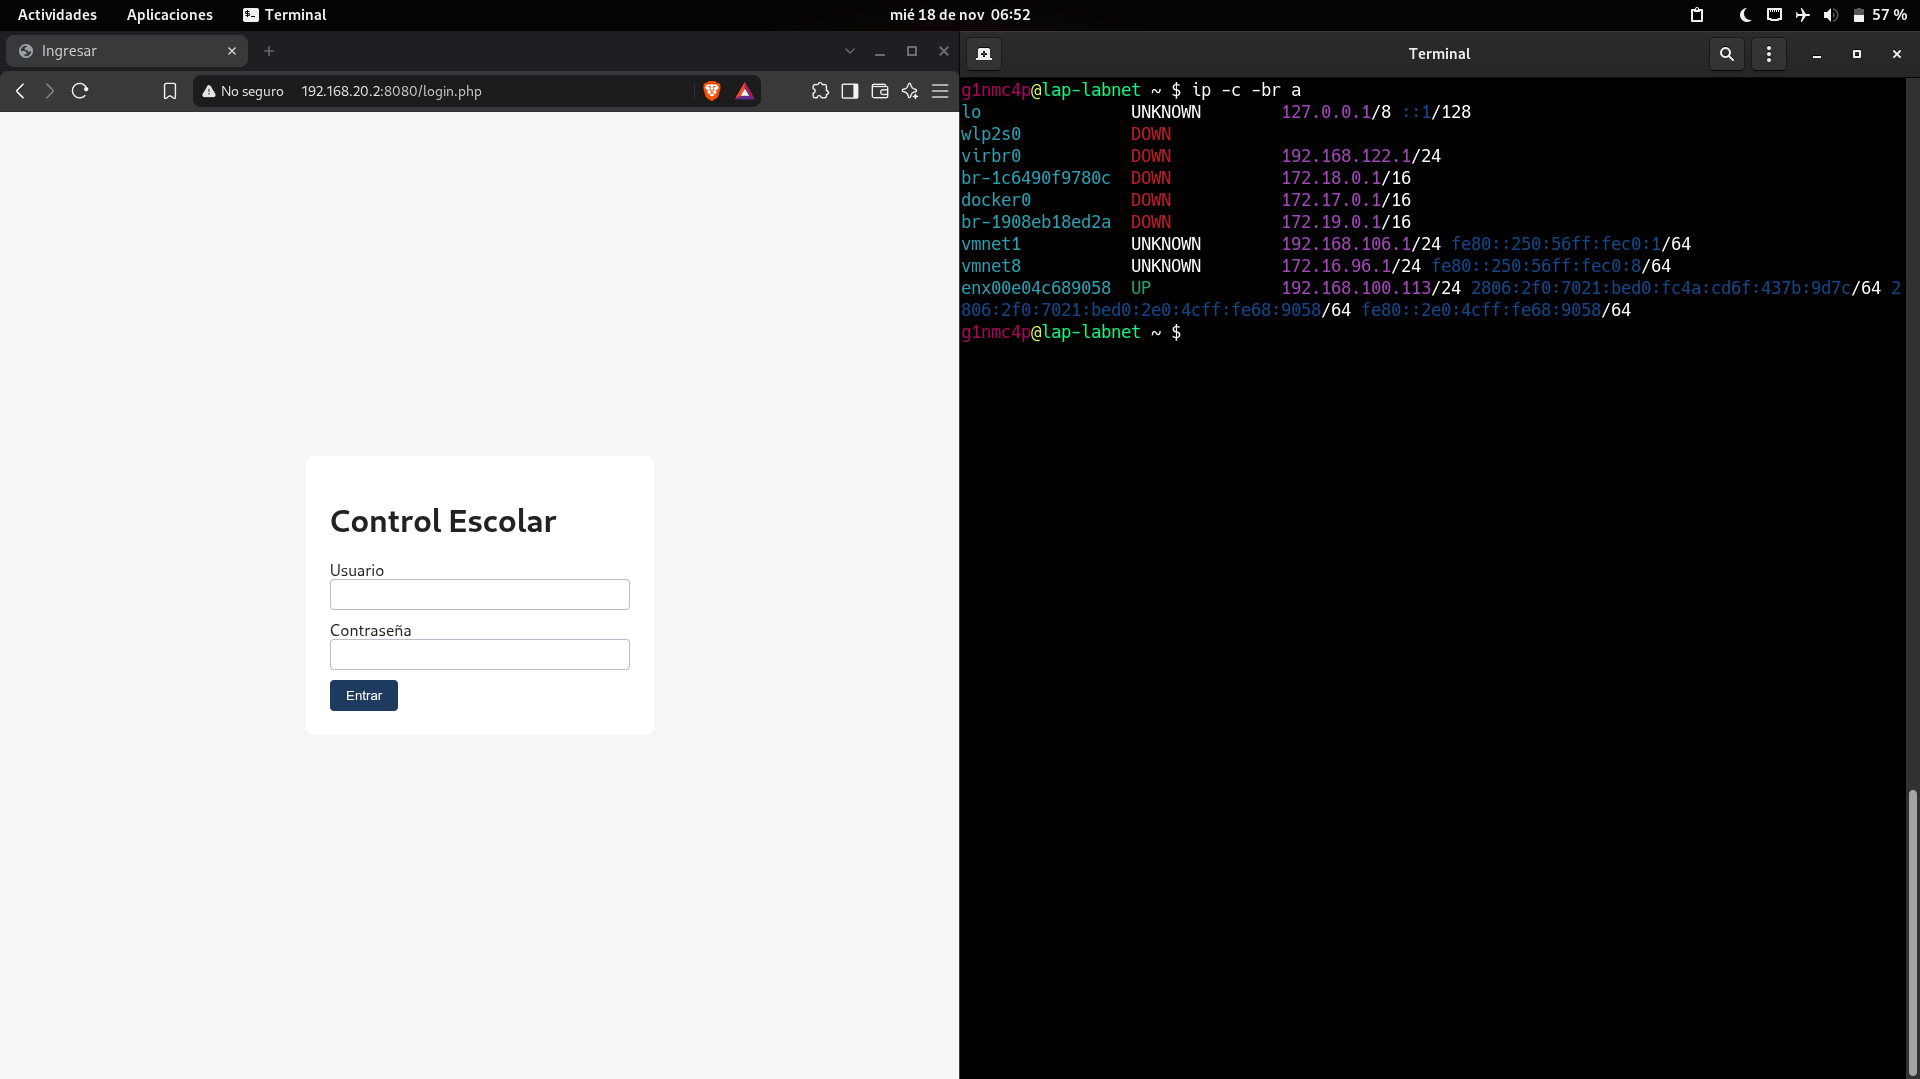 Actividades Aplicaciones Terminal mié 18 de nov 06:52 57 %
Ingresar
No seguro 192.168.20.2:8080/login.php
Control Escolar
Usuario
Contraseña
Entrar
Terminal
g1nmc4p@lap-labnet ~ $ ip -c -br a
lo UNKNOWN 127.0.0.1/8 ::1/128
wlp2s0 DOWN
virbr0 DOWN 192.168.122.1/24
br-1c6490f9780c DOWN 172.18.0.1/16
docker0 DOWN 172.17.0.1/16
br-1908eb18ed2a DOWN 172.19.0.1/16
vmnet1 UNKNOWN 192.168.106.1/24 fe80::250:56ff:fec0:1/64
vmnet8 UNKNOWN 172.16.96.1/24 fe80::250:56ff:fec0:8/64
enx00e04c689058 UP 192.168.100.113/24 2806:2f0:7021:bed0:fc4a:cd6f:437b:9d7c/64 2
806:2f0:7021:bed0:2e0:4cff:fe68:9058/64 fe80::2e0:4cff:fe68:9058/64
g1nmc4p@lap-labnet ~ $